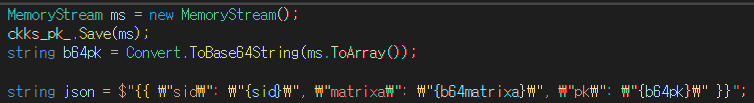 MemoryStream ms = new MemoryStream();
ckks_pk_.Save(ms);
string b64pk = Convert.ToBase64String(ms.ToArray());
string json = $"{{ ₩"sid₩": ₩"{sid}₩", ₩"matrixa₩": ₩"{b64matrixa}₩", ₩"pk₩": ₩"{b64pk}₩" }}";